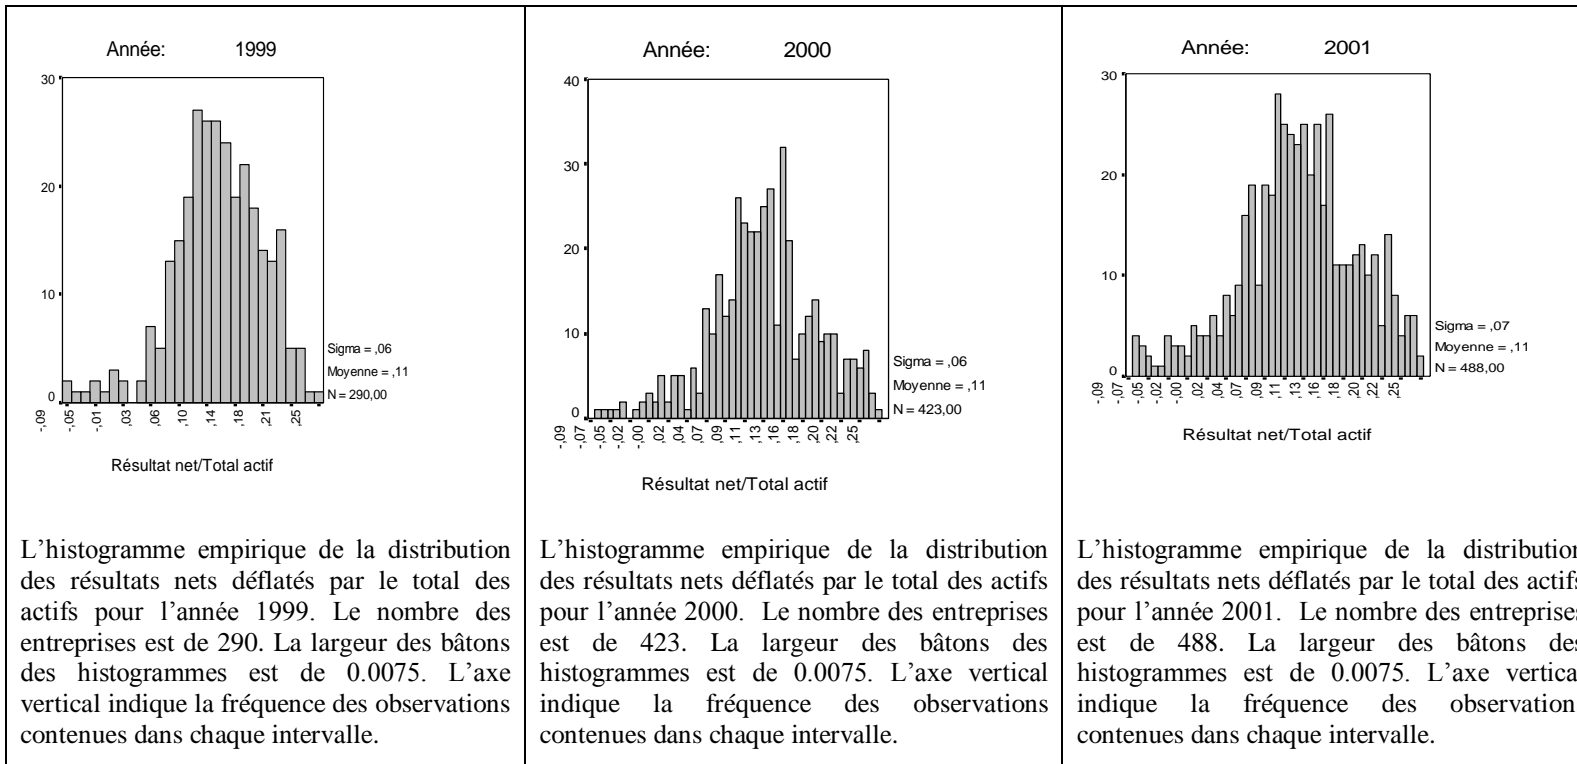 Année: 1999
30
20
10
0
-,09
-,05
-,01
,03
,06
,10
,14
,18
,21
,25
Sigma = ,06
Moyenne = ,11
N = 290,00
Résultat net/Total actif
L’histogramme empirique de la distribution
des résultats nets déflatés par le total des
actifs pour l’année 1999. Le nombre des
entreprises est de 290. La largeur des bâtons
des histogrammes est de 0.0075. L’axe
vertical indique la fréquence des observations
contenues dans chaque intervalle.
Année: 2000
40
30
20
10
0
-,09
-,07
-,05
-,02
-,00
,02
,04
,07
,09
,11
,13
,16
,18
,20
,22
,25
Sigma = ,06
Moyenne = ,11
N = 423,00
Résultat net/Total actif
L’histogramme empirique de la distribution
des résultats nets déflatés par le total des actifs
pour l’année 2000. Le nombre des entreprises
est de 423. La largeur des bâtons des
histogrammes est de 0.0075. L’axe vertical
indique la fréquence des observations
contenues dans chaque intervalle.
Année: 2001
30
20
10
0
-,09
-,07
-,05
-,02
-,00
,02
,04
,07
,09
,11
,13
,16
,18
,20
,22
,25
Sigma = ,07
Moyenne = ,11
N = 488,00
Résultat net/Total actif
L’histogramme empirique de la distribution
des résultats nets déflatés par le total des actifs
pour l’année 2001. Le nombre des entreprises
est de 488. La largeur des bâtons des
histogrammes est de 0.0075. L’axe vertical
indique la fréquence des observation
contenues dans chaque intervalle.